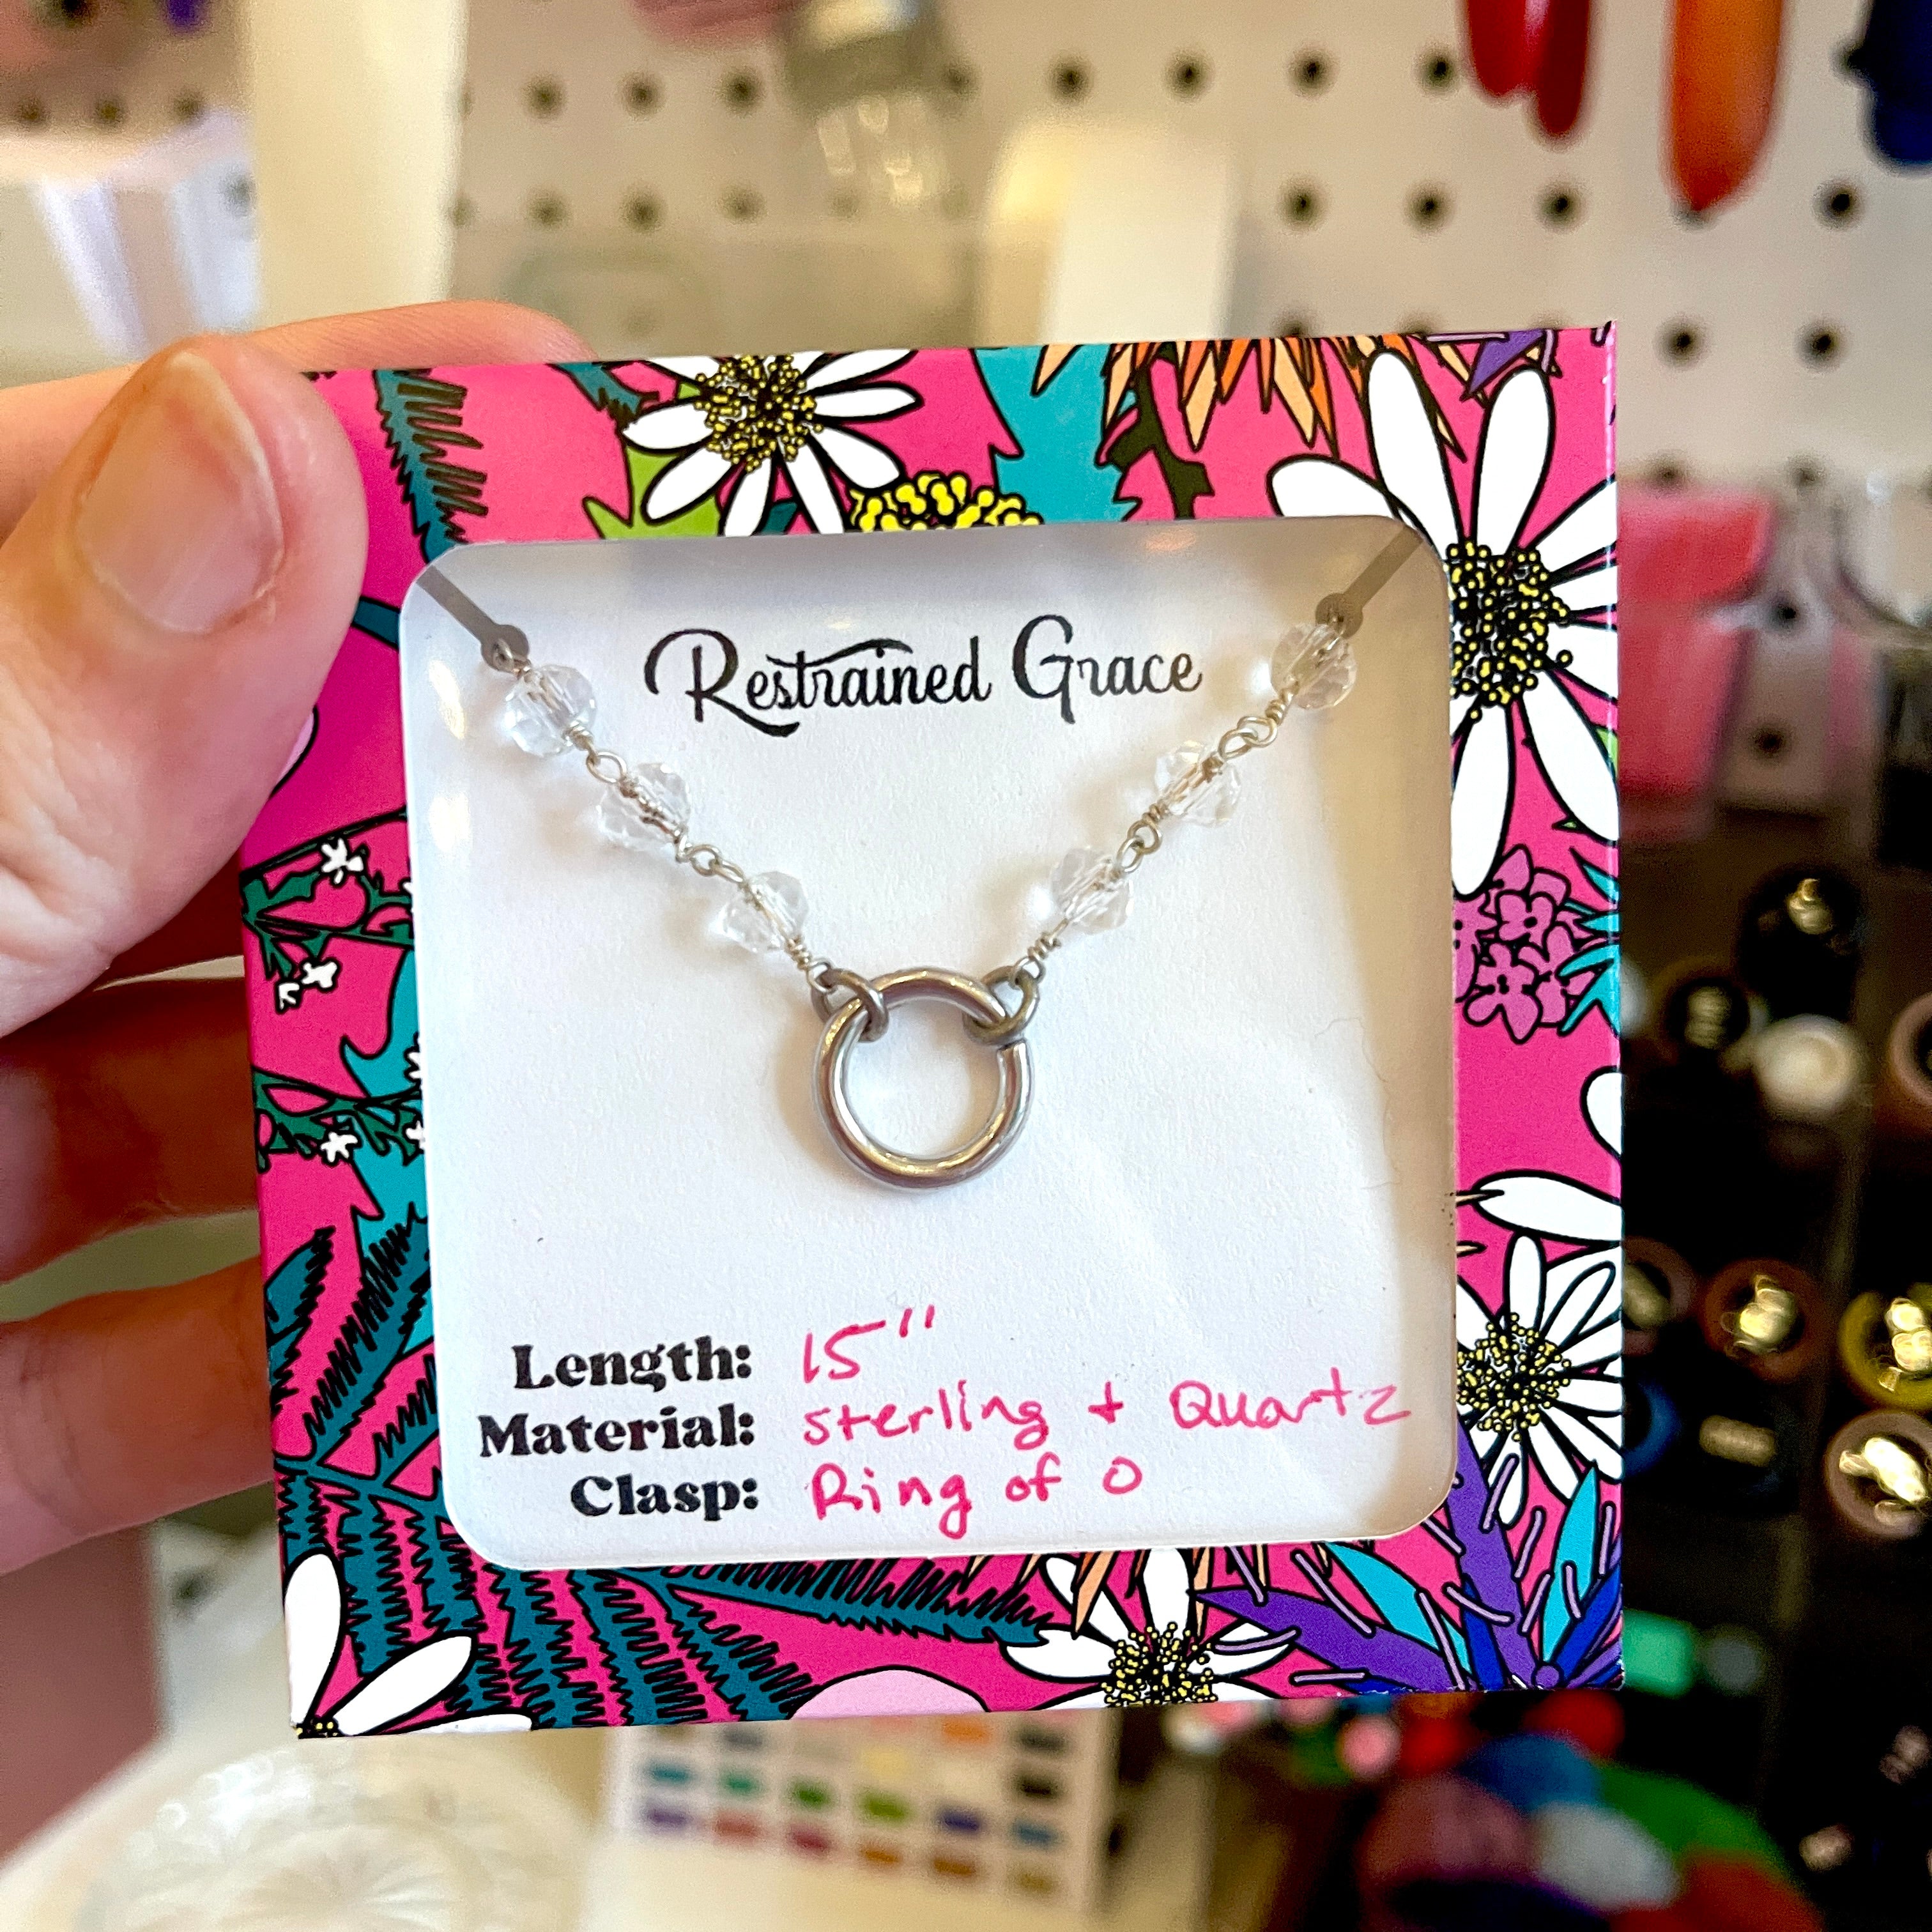 Restrained Grace
Length: 15"
Material: sterling + Quartz
Clasp: Ring of O